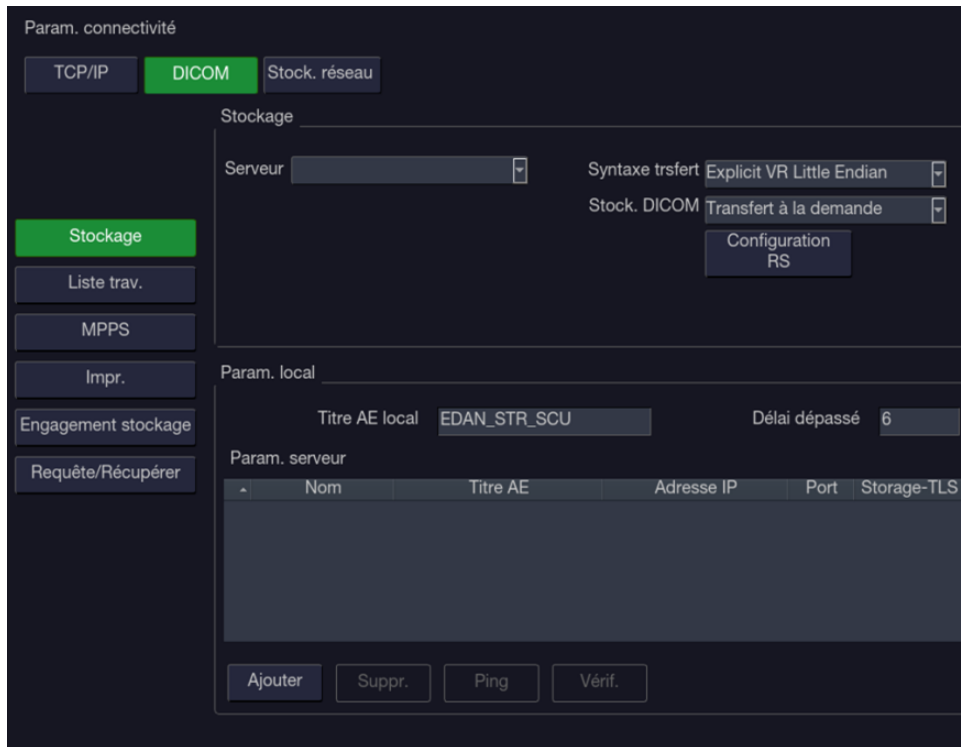 Param. connectivité
TCP/IP DICOM Stock. réseau
Stockage
Serveur Syntaxe trsfert Explicit VR Little Endian
Stock. DICOM Transfert à la demande
Configuration
RS
Stockage
Liste trav.
MPPS
Impr.
Engagement stockage
Requête/Récupérer
Param. local
Titre AE local EDAN_STR_SCU Délai dépassé 6
Param. serveur
Nom Titre AE Adresse IP Port Storage-TLS
Ajouter Suppr. Ping Vérif.